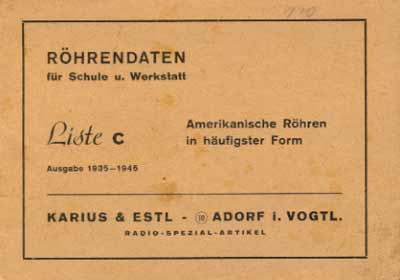 RÖHRENDATEN
für Schule u. Werkstatt
Liste C
Amerikanische Röhren
in häufigster Form
Ausgabe 1935—1946
KARIUS & ESTL - 10 ADORF i. VOGTL.
RADIO-SPEZIAL-ARTIKEL